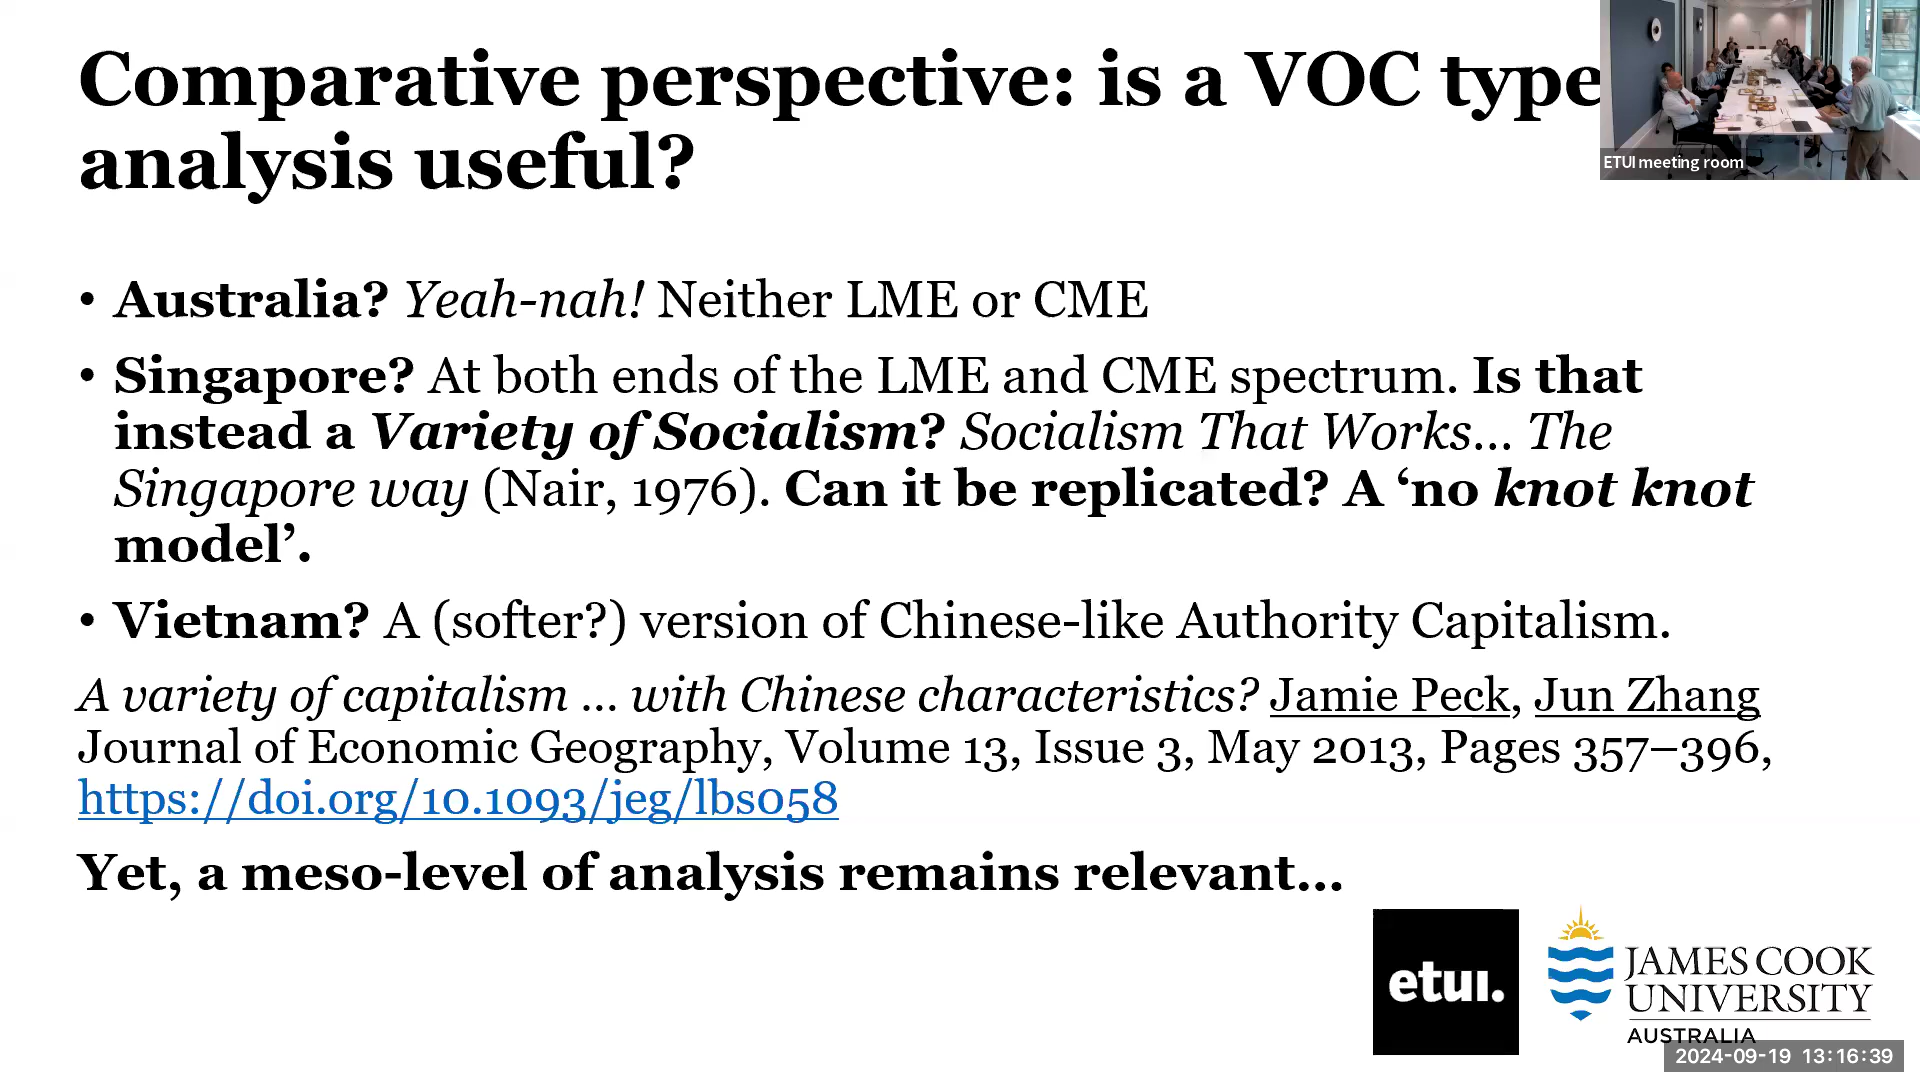 Comparative perspective: is a VOC type
analysis useful?
ETUI meeting room
• Australia? Yeah-nah! Neither LME or CME
• Singapore? At both ends of the LME and CME spectrum. Is that
instead a Variety of Socialism? Socialism That Works... The
Singapore way (Nair, 1976). Can it be replicated? A ‘no knot knot
model’.
• Vietnam? A (softer?) version of Chinese-like Authority Capitalism.
A variety of capitalism ... with Chinese characteristics? Jamie Peck, Jun Zhang
Journal of Economic Geography, Volume 13, Issue 3, May 2013, Pages 357–396,
https://doi.org/10.1093/jeg/lbs058
Yet, a meso-level of analysis remains relevant...
etui.
JAMES COOK
UNIVERSITY
AUSTRALIA
2024-09-19 13:16:39